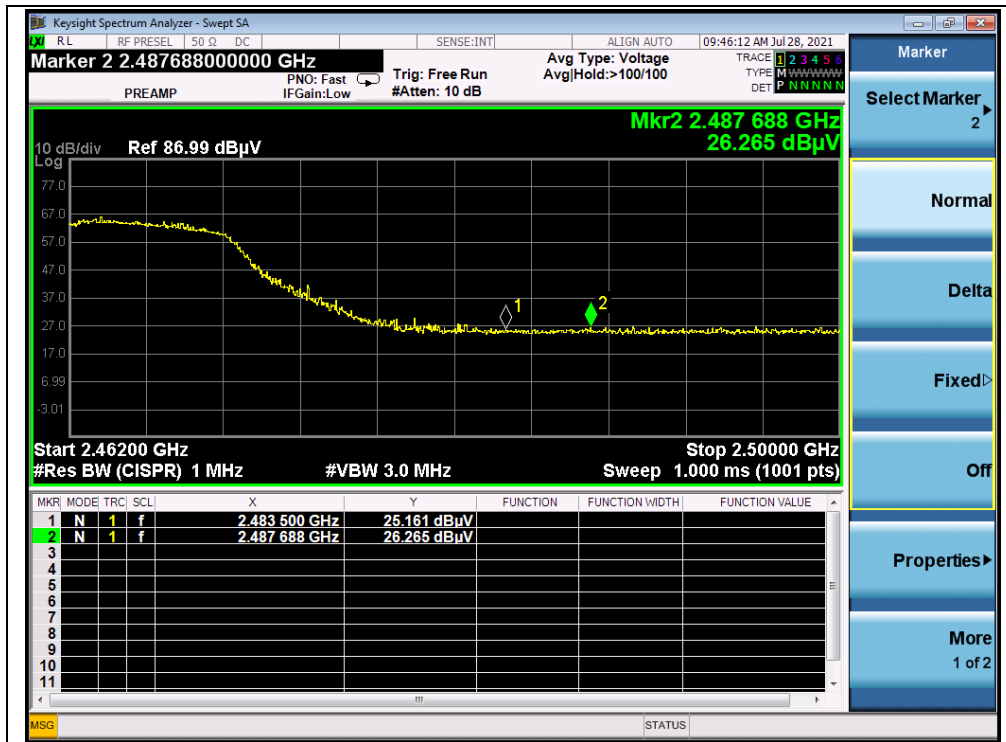 Keysight Spectrum Analyzer - Swept SA
LXI RL RF PRESEL 50 Ω DC SENSE:INT ALIGN AUTO 09:46:12 AM Jul 28, 2021
Marker 2 2.487688000000 GHz
PREAMP
PNO: Fast
IFGain:Low
Trig: Free Run
#Atten: 10 dB
Avg Type: Voltage
Avg|Hold:>100/100
TRACE 1 2 3 4 5 6
TYPE M W W W W W
DET P N N N N N
Mkr2 2.487 688 GHz
26.265 dBµV
10 dB/div Ref 86.99 dBµV
Log
77.0
67.0
57.0
47.0
37.0
27.0
17.0
6.99
-3.01
1
2
Start 2.46200 GHz Stop 2.50000 GHz
#Res BW (CISPR) 1 MHz #VBW 3.0 MHz Sweep 1.000 ms (1001 pts)
MKR MODE TRC SCL X Y FUNCTION FUNCTION WIDTH FUNCTION VALUE
1 N 1 f 2.483 500 GHz 25.161 dBµV
2 N 1 f 2.487 688 GHz 26.265 dBµV
3
4
5
6
7
8
9
10
11
MSG STATUS
Marker
Select Marker
2
Normal
Delta
Fixed
Off
Properties
More
1 of 2